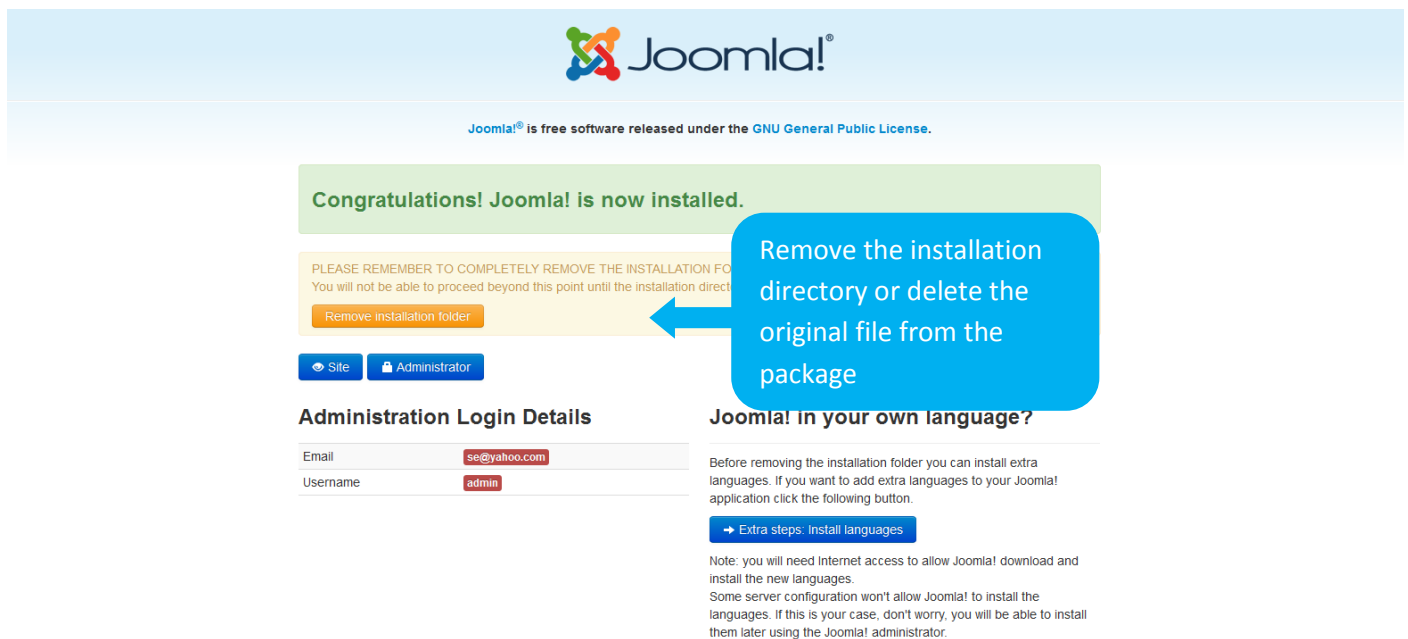 Joomla!®
Joomla!® is free software released under the GNU General Public License.
Congratulations! Joomla! is now installed.
PLEASE REMEMBER TO COMPLETELY REMOVE THE INSTALLATION
You will not be able to proceed beyond this point until the installation
Remove installation folder
Remove the installation
directory or delete the
original file from the
package
Site
Administrator
Administration Login Details
Email se@yahoo.com
Username admin
Joomla! in your own language?
Before removing the installation folder you can install extra
languages. If you want to add extra languages to your Joomla!
application click the following button.
Extra steps: Install languages
Note: you will need Internet access to allow Joomla! download and
install the new languages.
Some server configuration won't allow Joomla! to install the
languages. If this is your case, don't worry, you will be able to install
them later using the Joomla! administrator.